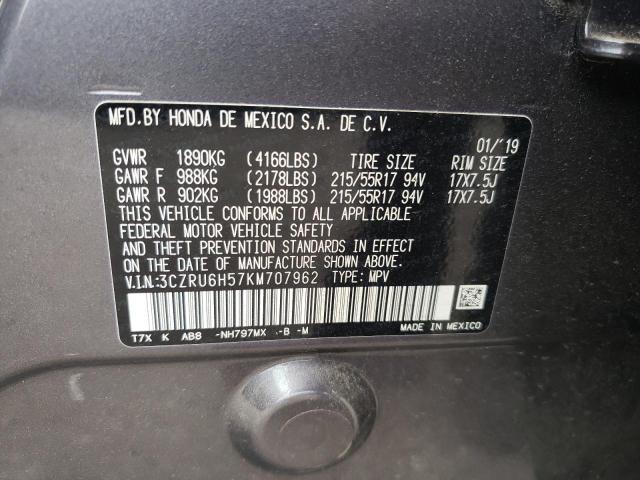 MFD.BY HONDA DE MEXICO S.A. DE C.V.
01/'19
GVWR 1890KG (4166LBS) TIRE SIZE RIM SIZE
GAWR F 988KG (2178LBS) 215/55R17 94V 17X7.5J
GAWR R 902KG (1988LBS) 215/55R17 94V 17X7.5J
THIS VEHICLE CONFORMS TO ALL APPLICABLE
FEDERAL MOTOR VEHICLE SAFETY
AND THEFT PREVENTION STANDARDS IN EFFECT
ON THE DATE OF MANUFACTURE SHOWN ABOVE.
V.I.N:3CZRU6H57KM707962 TYPE: MPV
T7X K AB8 -NH797MX -B -M MADE IN MEXICO